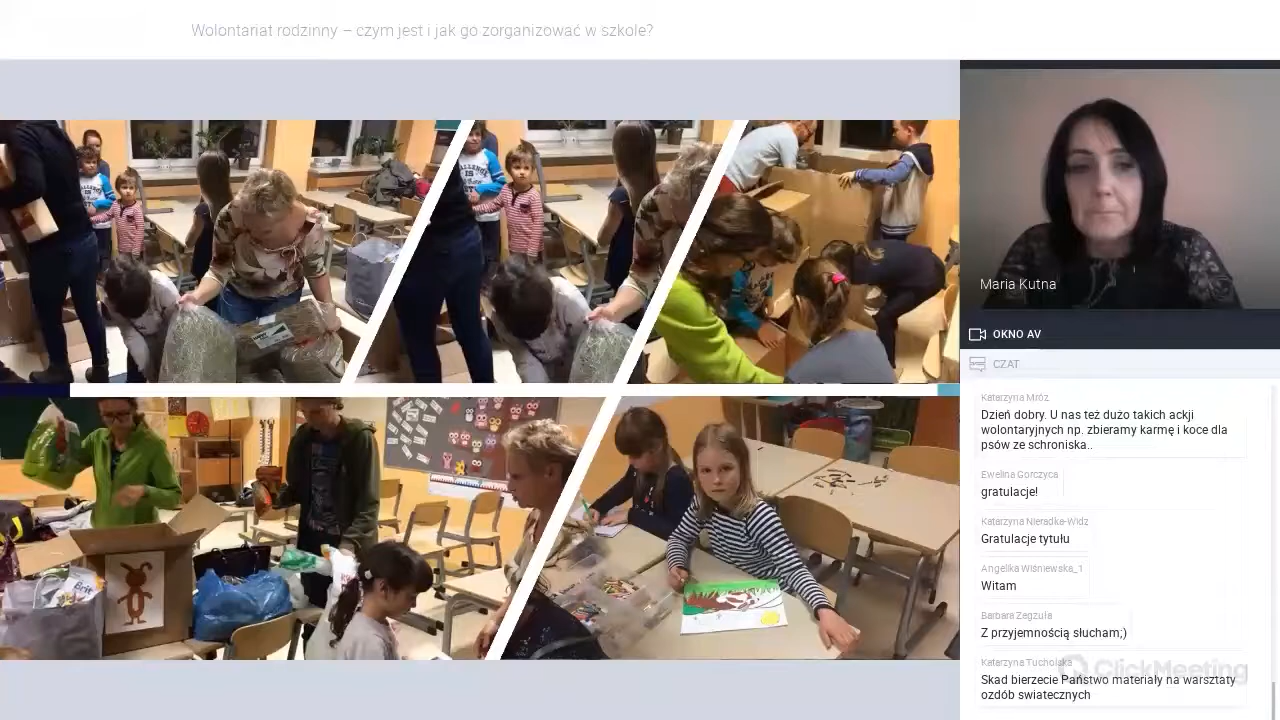 Wolontariat rodzinny – czym jest i jak go zorganizować w szkole?
Maria Kutna
OKNO AV
CZAT
Katarzyna Mróz
Dzień dobry. U nas też dużo takich ackji
wolontaryjnych np. zbieramy karmę i koce dla
psów ze schroniska..
Ewelina Gorczyca
gratulacje!
Katarzyna Nieradke-Widz
Gratulacje tytułu
Angelika Wiśniewska_1
Witam
Barbara Zegzuła
Z przyjemnością słucham;)
Katarzyna Tucholska
ClickMeeting
Skad bierzecie Państwo materiały na warsztaty
ozdób swiatecznych